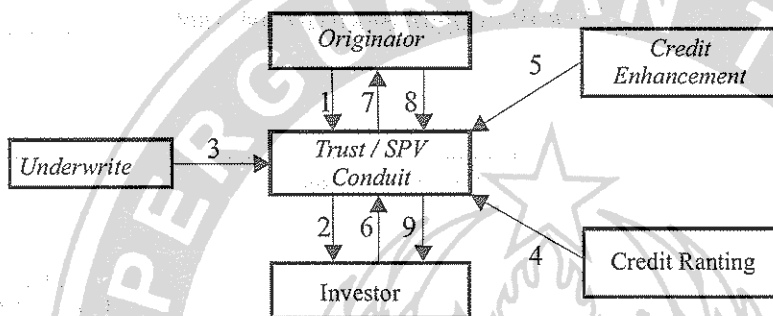 Originator
Credit
Enhancement
5
1
7
8
3
Underwrite
Trust / SPV
Conduit
2
6
9
4
Credit Ranting
Investor
PERGURUAN T